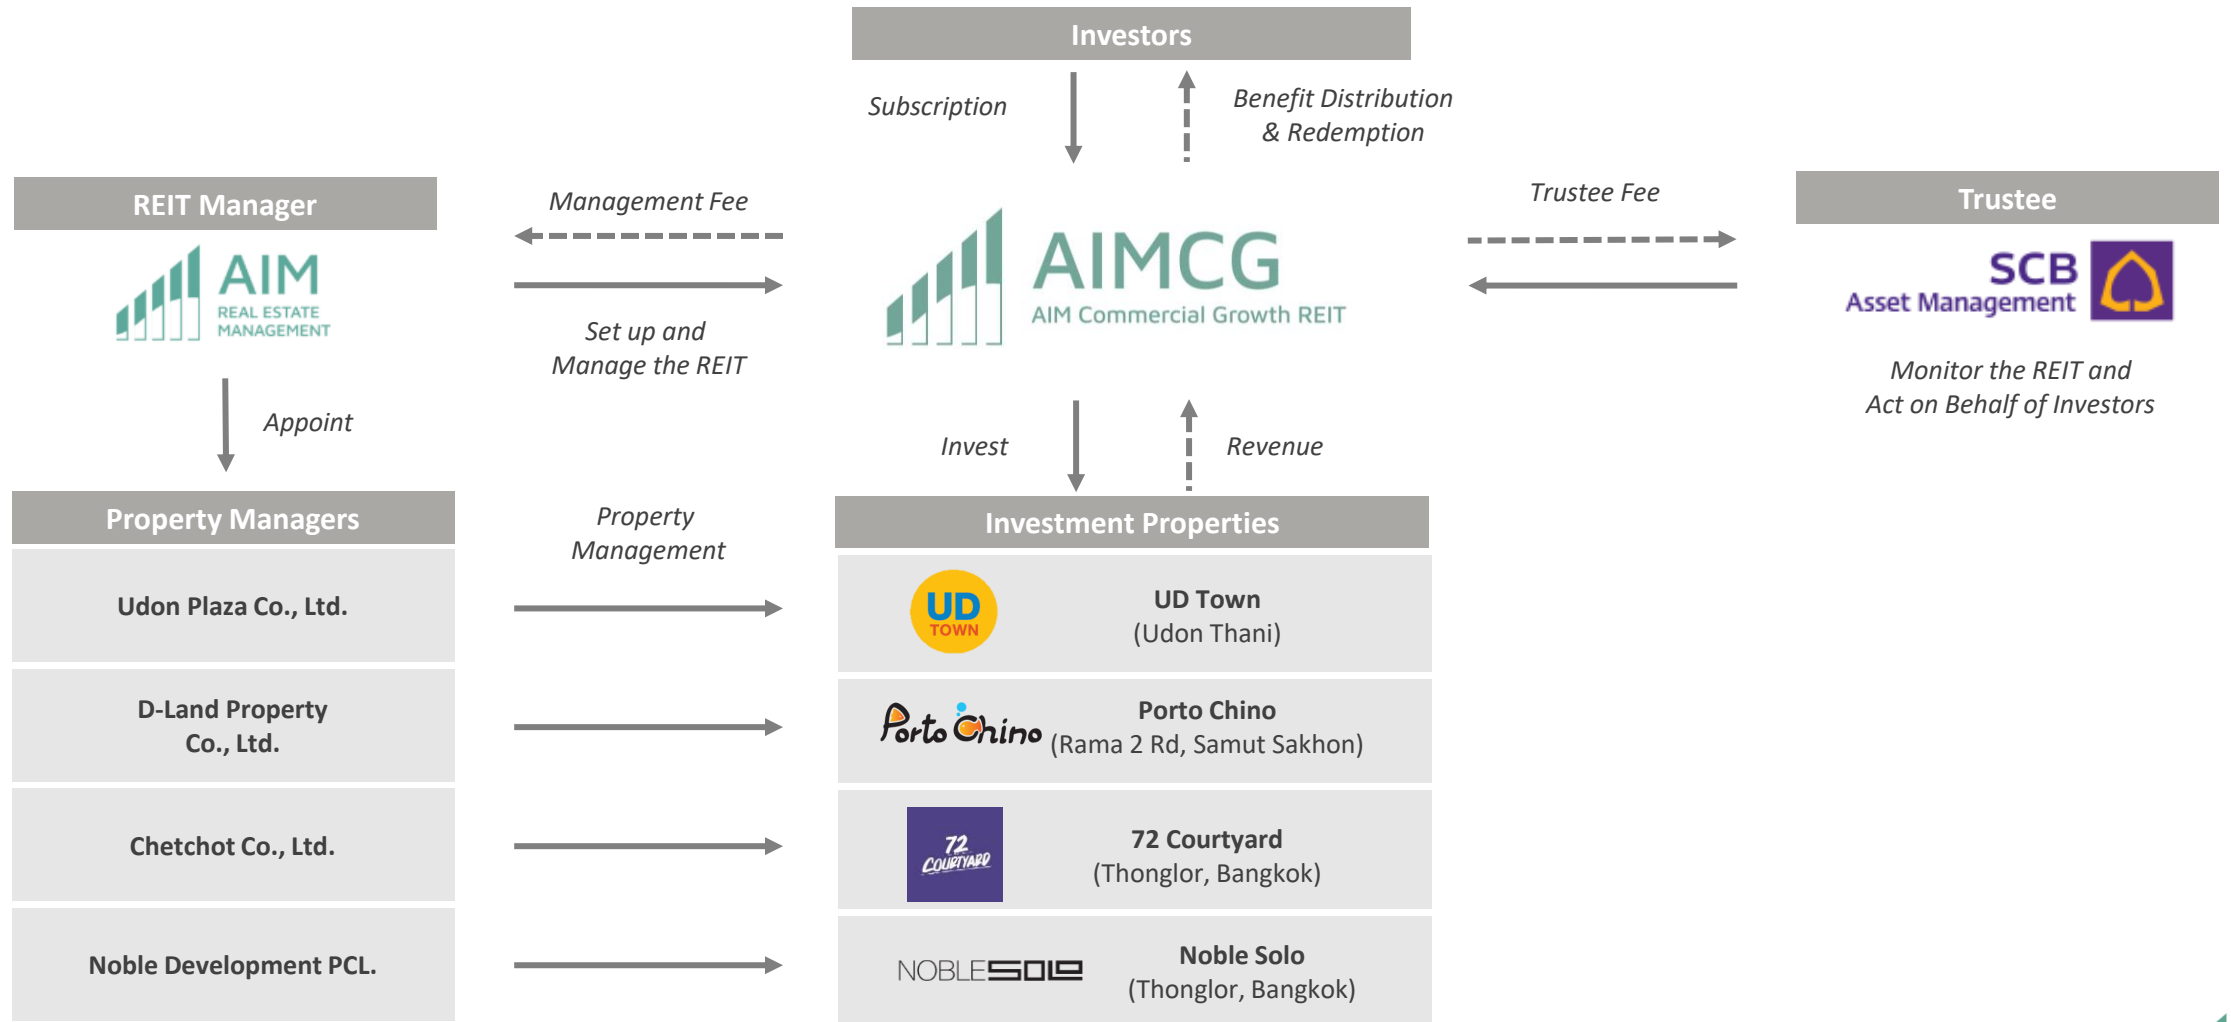 Investors
Subscription
Benefit Distribution
& Redemption
REIT Manager
AIM
REAL ESTATE
MANAGEMENT
Management Fee
Set up and
Manage the REIT
AIMCG
AIM Commercial Growth REIT
Trustee Fee
Trustee
SCB
Asset Management
Monitor the REIT and
Act on Behalf of Investors
Appoint
Invest
Revenue
Property Managers
Property
Management
Investment Properties
Udon Plaza Co., Ltd.
UD
TOWN
UD Town
(Udon Thani)
D-Land Property
Co., Ltd.
Porto Chino
Porto Chino
(Rama 2 Rd, Samut Sakhon)
Chetchot Co., Ltd.
72
COURTYARD
72 Courtyard
(Thonglor, Bangkok)
Noble Development PCL.
NOBLE SOLO
Noble Solo
(Thonglor, Bangkok)